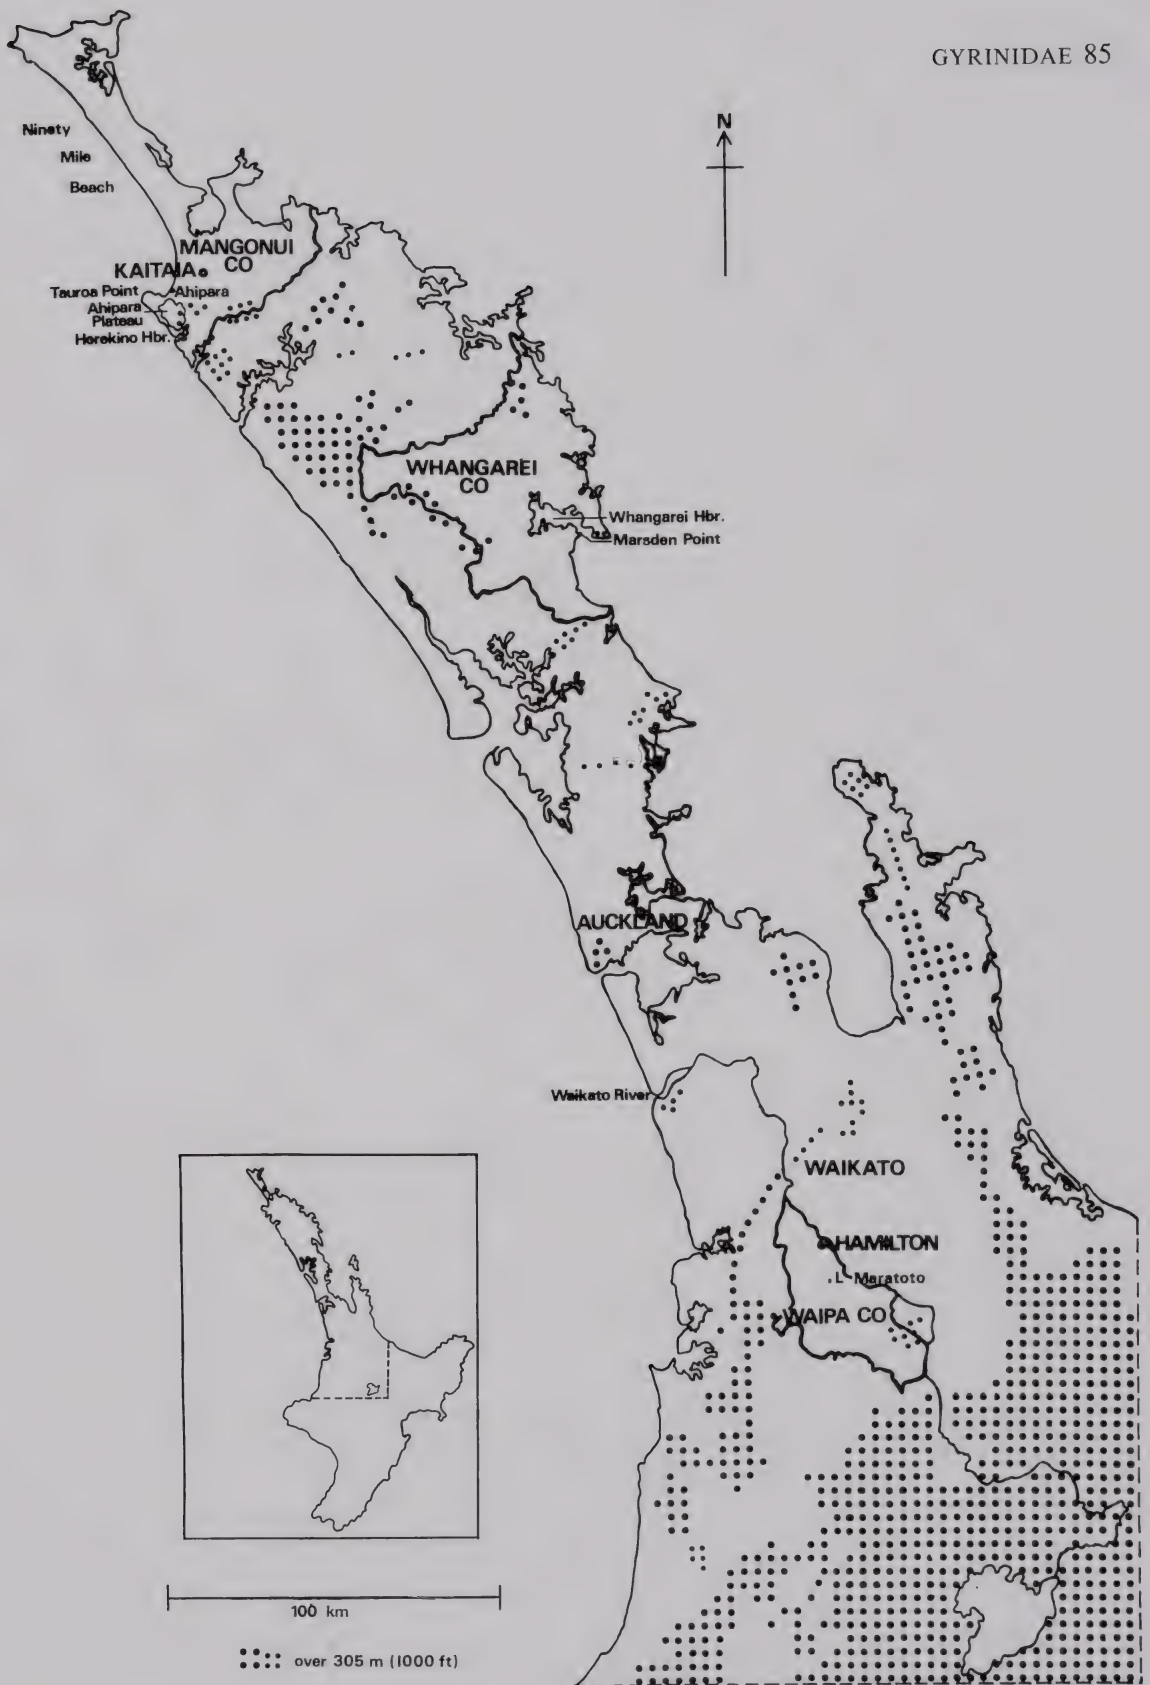 GYRINIDAE 85
N
Ninety
Mile
Beach
MANGONUI
CO
KAITAIA
Tauroa Point
Ahipara
Ahipara
Plateau
Herekino Hbr.
WHANGAREI
CO
Whangarei Hbr.
Marsden Point
AUCKLAND
Waikato River
WAIKATO
HAMILTON
L Maratoto
WAIPA CO
100 km
over 305 m (1000 ft)